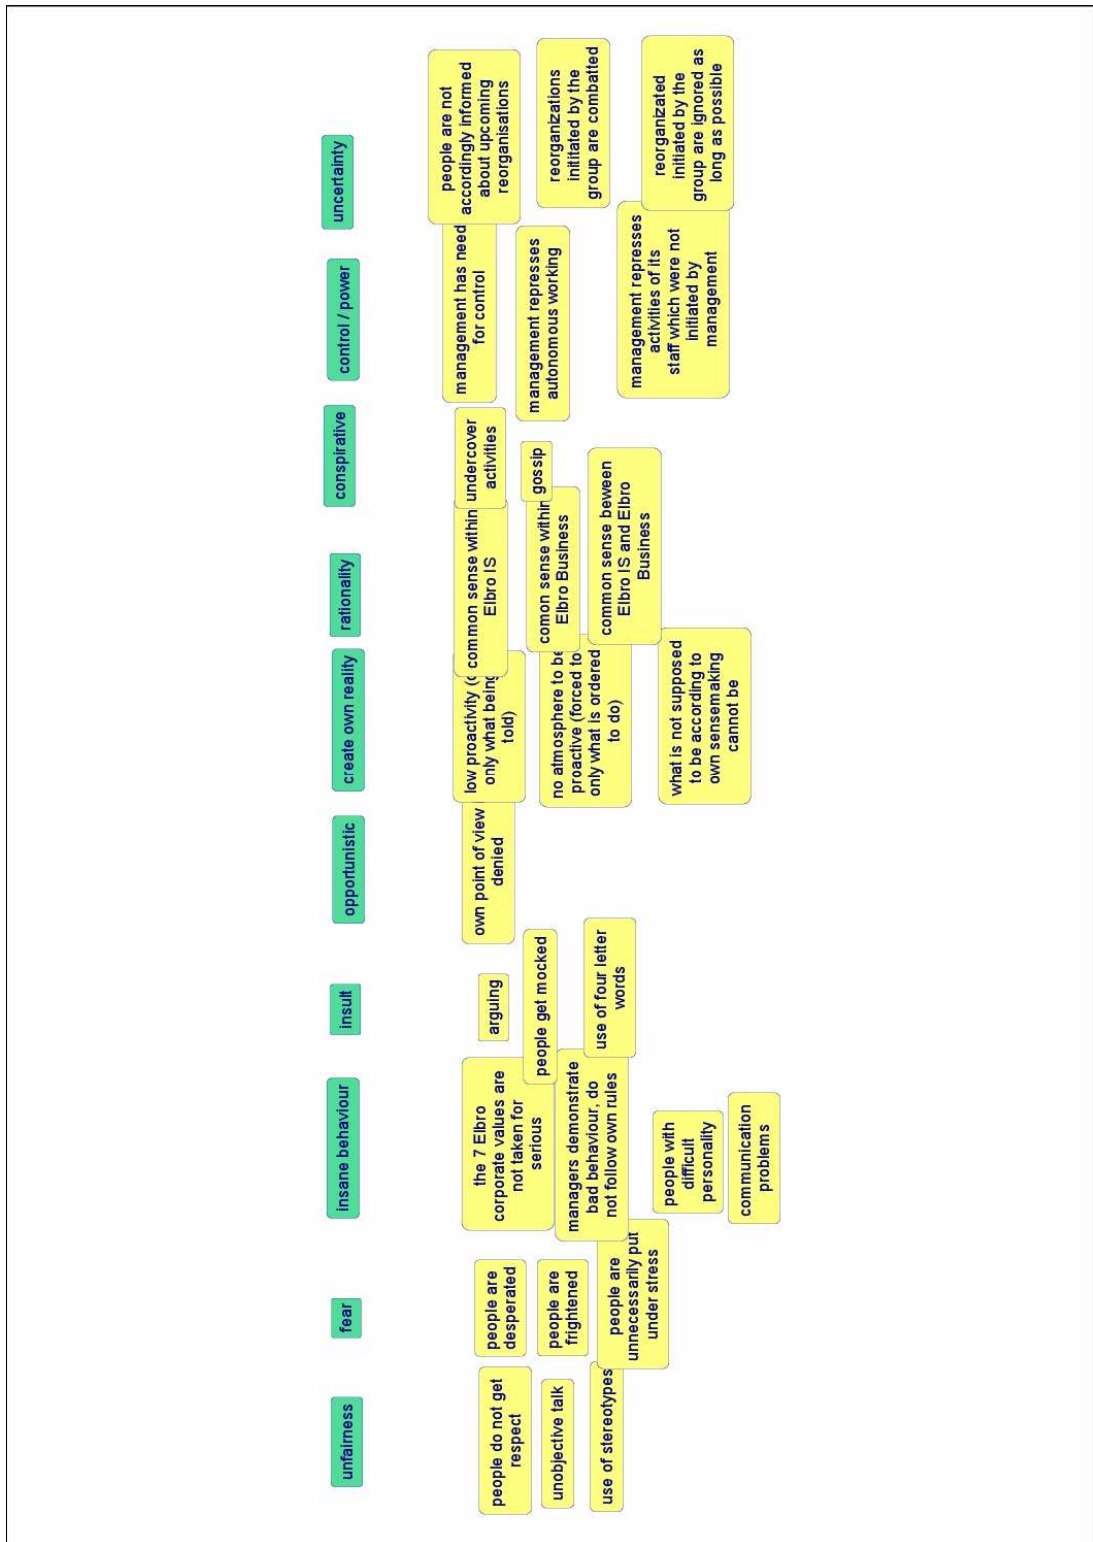 unfairness
fear
insane behaviour
insult
opportunistic
create own reality
rationality
conspirative
control / power
uncertainty
people do not get
respect
unobjective talk
use of stereotypes
people are
desperated
people are
frightened
people are
unnecessarily put
under stress
the 7 Elbro
corporate values are
not taken for
serious
managers demonstrate
bad behaviour, do
not follow own rules
people with
difficult
personality
communication
problems
arguing
people get mocked
use of four letter
words
own point of view
denied
low proactivity (
only what being
told)
no atmosphere to be
proactive (forced to
only what is ordered
to do)
what is not supposed
to be according to
own sensemaking
cannot be
common sense within
Elbro IS
comon sense within
Elbro Business
common sense beween
Elbro IS and Elbro
Business
undercover
activities
gossip
management has need
for control
management represses
autonomous working
management represses
activities of its
staff which were not
initiated by
management
people are not
accordingly informed
about upcoming
reorganisations
reorganizations
inititated by the
group are combatted
reorganizated
initiated by the
group are ignored as
long as possible